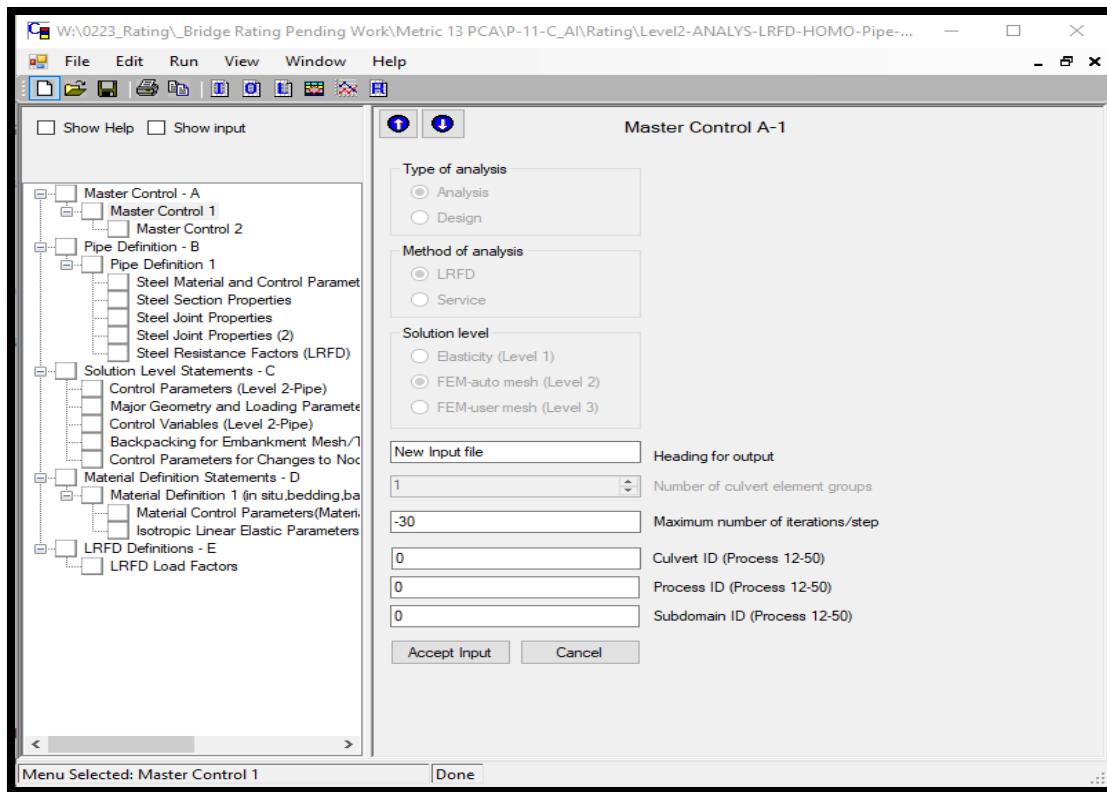 W:\0223_Rating\_Bridge Rating Pending Work\Metric 13 PCA\P-11-C_Al\Rating\Level2-ANALYS-LRFD-HOMO-Pipe-...
File Edit Run View Window Help
Show Help Show input
Master Control - A
Master Control 1
Master Control 2
Pipe Definition - B
Pipe Definition 1
Steel Material and Control Paramet
Steel Section Properties
Steel Joint Properties
Steel Joint Properties (2)
Steel Resistance Factors (LRFD)
Solution Level Statements - C
Control Parameters (Level 2-Pipe)
Major Geometry and Loading Paramete
Control Variables (Level 2-Pipe)
Backpacking for Embankment Mesh/T
Control Parameters for Changes to Noc
Material Definition Statements - D
Material Definition 1 (in situ,bedding,ba
Material Control Parameters(Materi
Isotropic Linear Elastic Parameters
LRFD Definitions - E
LRFD Load Factors
Master Control A-1
Type of analysis
Analysis
Design
Method of analysis
LRFD
Service
Solution level
Elasticity (Level 1)
FEM-auto mesh (Level 2)
FEM-user mesh (Level 3)
New Input file Heading for output
1 Number of culvert element groups
-30 Maximum number of iterations/step
0 Culvert ID (Process 12-50)
0 Process ID (Process 12-50)
0 Subdomain ID (Process 12-50)
Accept Input Cancel
Menu Selected: Master Control 1 Done